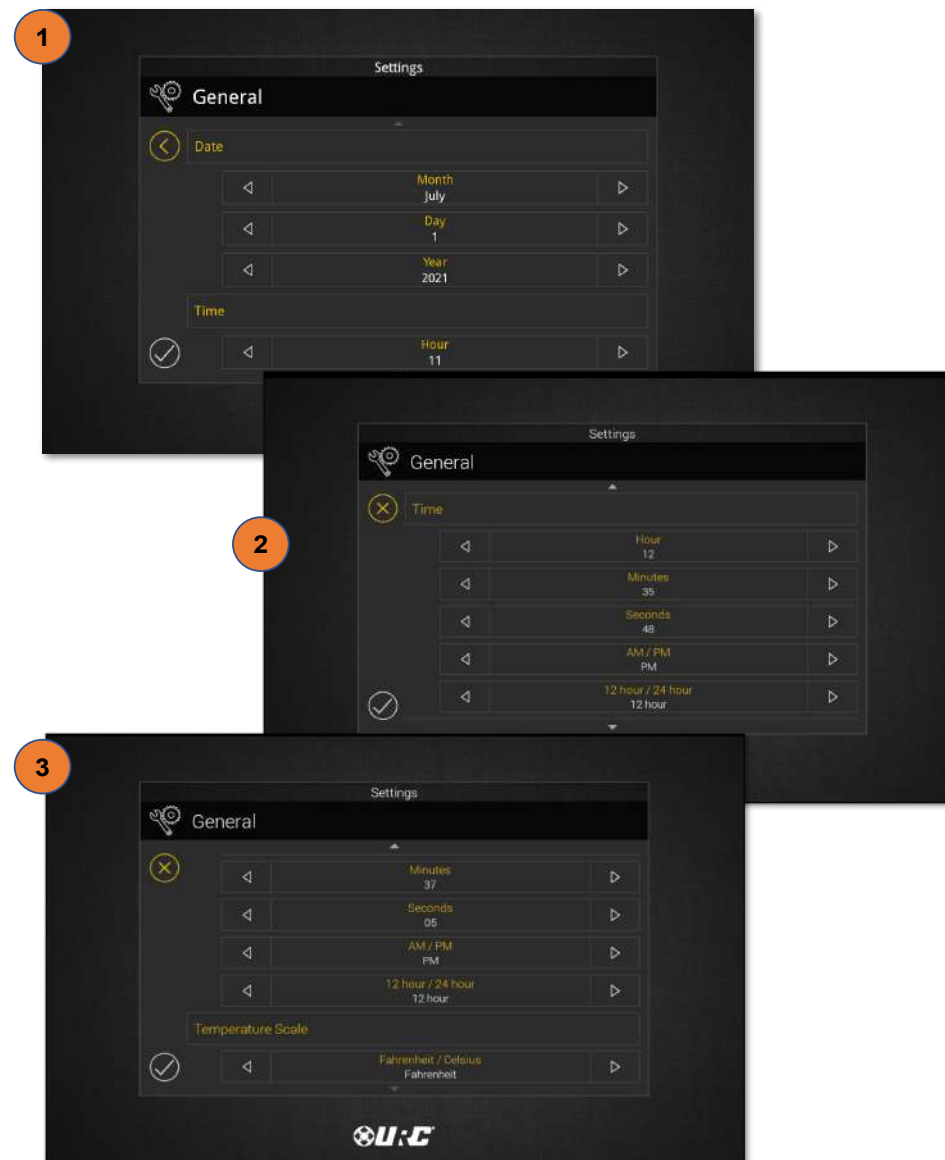 1
Settings
General
Date
Month
July
Day
1
Year
2021
Time
Hour
11
2
Settings
General
Time
Hour
12
Minutes
35
Seconds
48
AM / PM
PM
12 hour / 24 hour
12 hour
3
Settings
General
Minutes
37
Seconds
05
AM / PM
PM
12 hour / 24 hour
12 hour
Temperature Scale
Fahrenheit / Celsius
Fahrenheit
URC